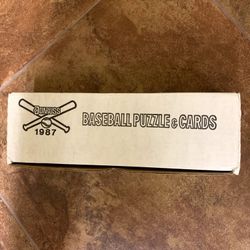 DONRUSS
1987
BASEBALL PUZZLE & CARDS